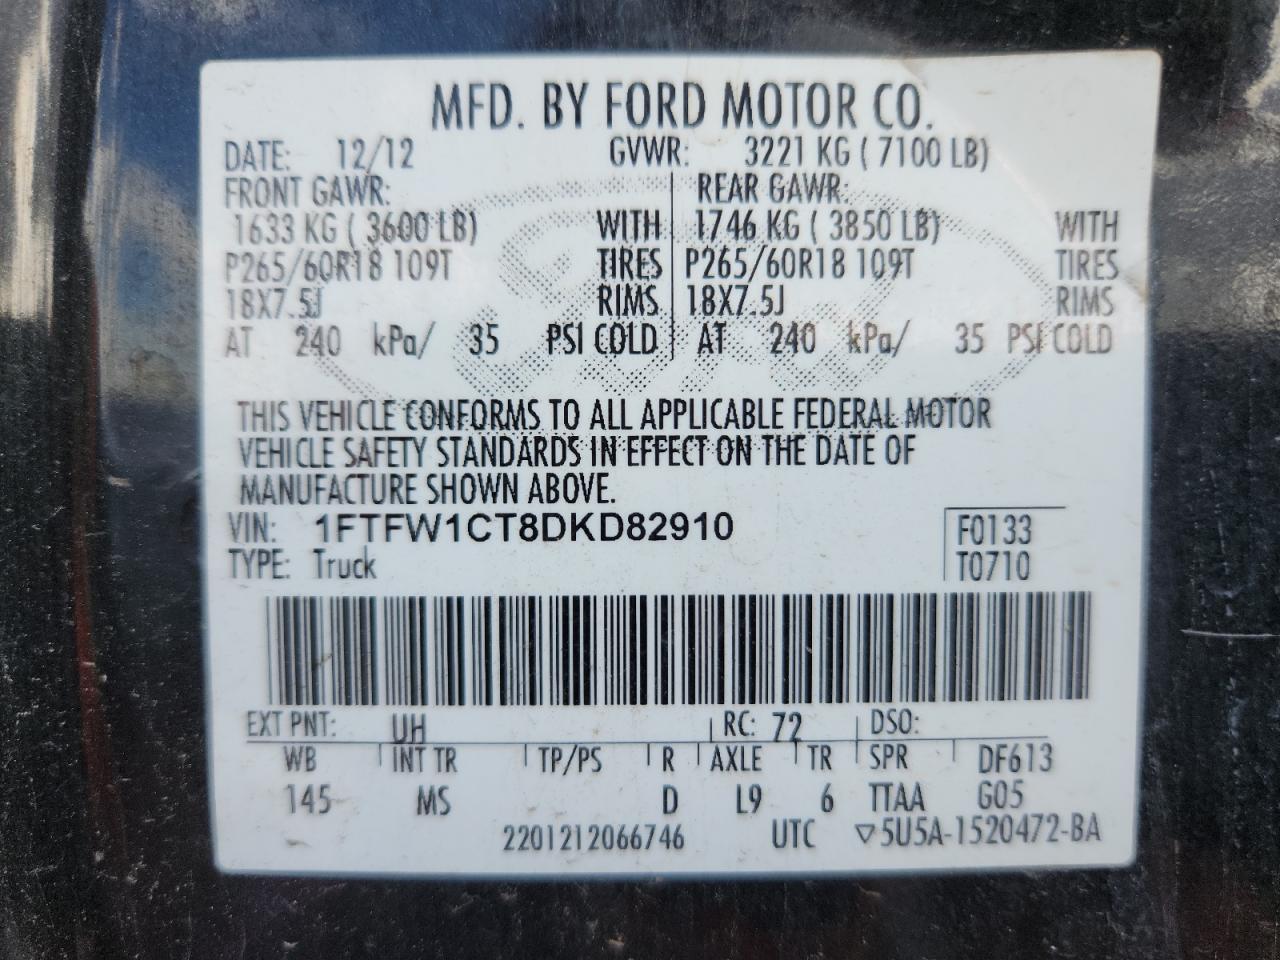 MFD. BY FORD MOTOR CO.
DATE: 12/12 GVWR: 3221 KG ( 7100 LB)
FRONT GAWR: REAR GAWR:
1633 KG ( 3600 LB) WITH 1746 KG ( 3850 LB) WITH
P265/60R18 109T TIRES P265/60R18 109T TIRES
18X7.5J RIMS 18X7.5J RIMS
AT 240 kPa/ 35 PSI COLD AT 240 kPa/ 35 PSI COLD
THIS VEHICLE CONFORMS TO ALL APPLICABLE FEDERAL MOTOR
VEHICLE SAFETY STANDARDS IN EFFECT ON THE DATE OF
MANUFACTURE SHOWN ABOVE.
VIN: 1FTFW1CT8DKD82910 F0133
TYPE: Truck T0710
EXT PNT: UH RC: 72 DSO:
WB INT TR TP/PS R AXLE TR SPR DF613
145 MS D L9 6 TTAA G05
2201212066746 UTC ▽5U5A-1520472-BA